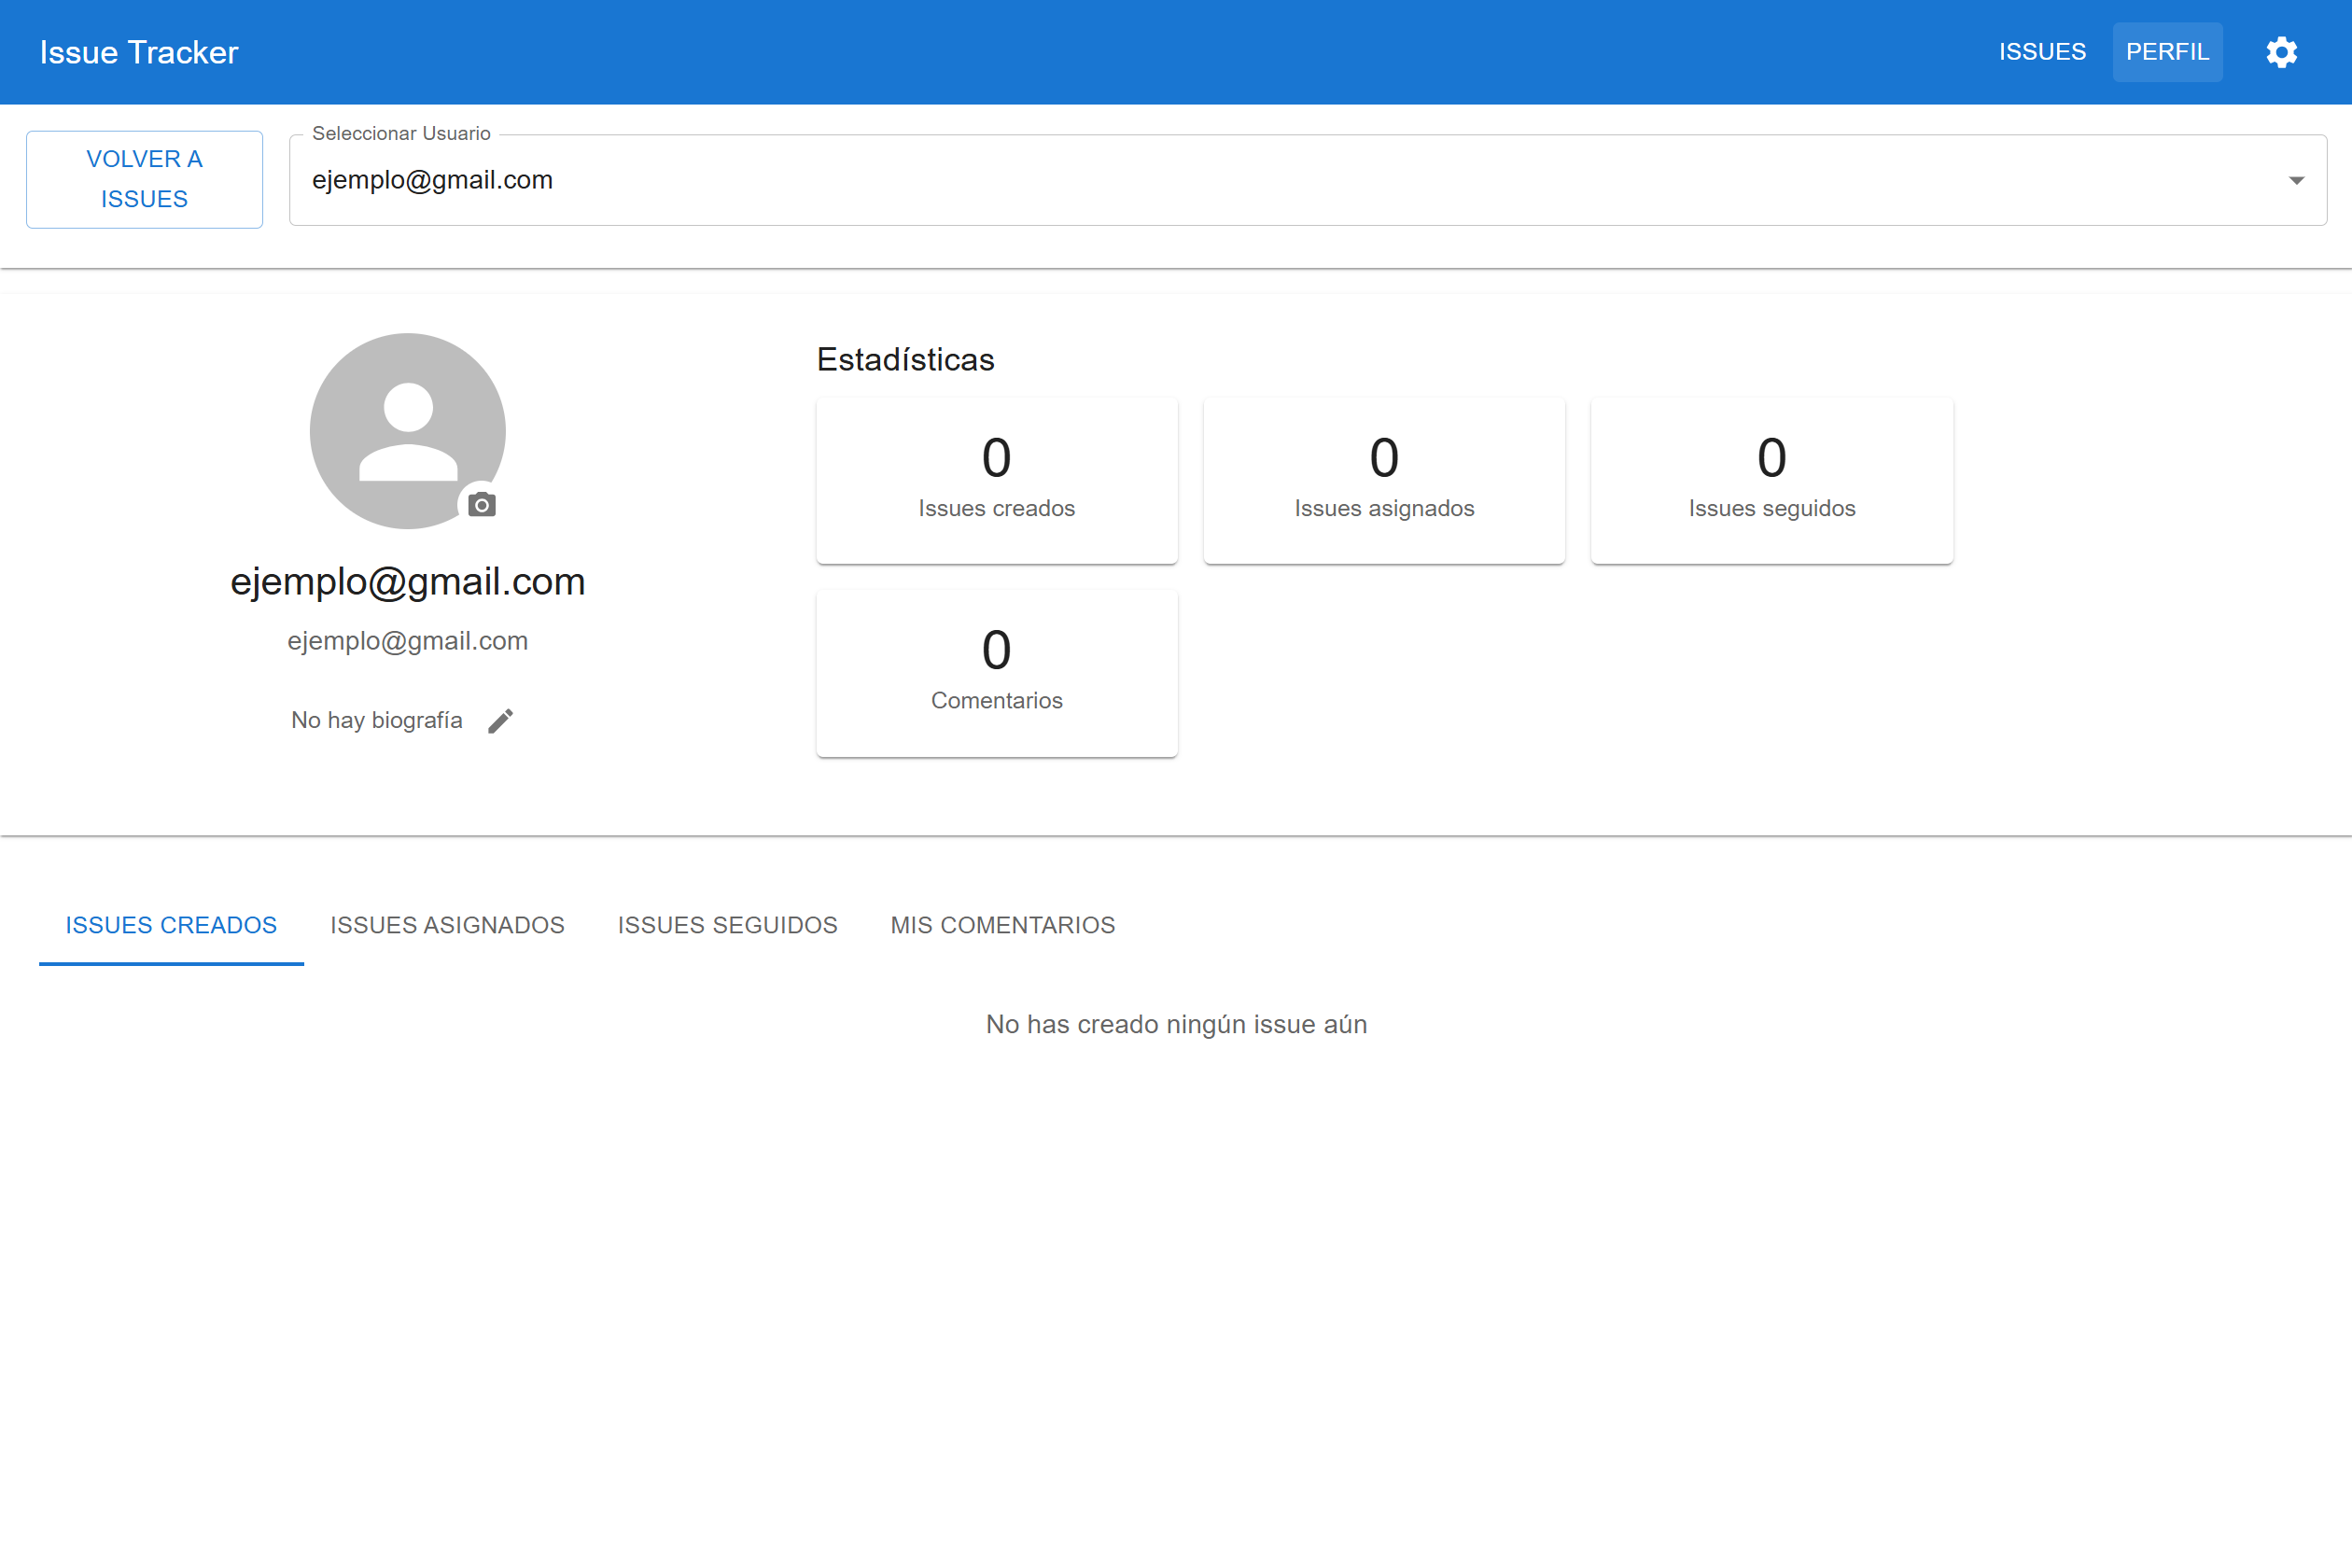 Issue Tracker
ISSUES
PERFIL
VOLVER A
ISSUES
Seleccionar Usuario
ejemplo@gmail.com
ejemplo@gmail.com
ejemplo@gmail.com
No hay biografía
Estadísticas
0
Issues creados
0
Issues asignados
0
Issues seguidos
0
Comentarios
ISSUES CREADOS
ISSUES ASIGNADOS
ISSUES SEGUIDOS
MIS COMENTARIOS
No has creado ningún issue aún